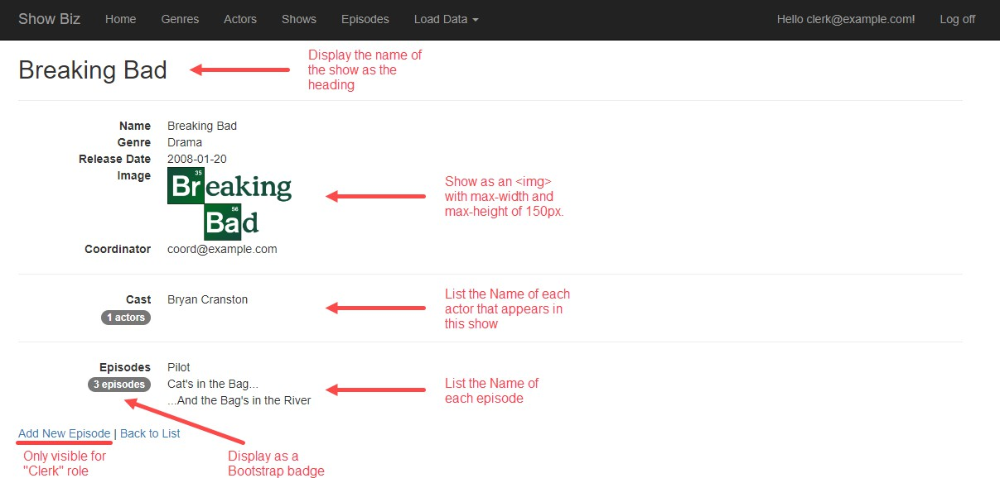 Show Biz Home Genres Actors Shows Episodes Load Data Hello clerk@example.com! Log off
Breaking Bad
Display the name of
the show as the
heading
Name Breaking Bad
Genre Drama
Release Date 2008-01-20
Image
35
Breaking
56
Bad
Show as an <img>
with max-width and
max-height of 150px.
Coordinator coord@example.com
Cast Bryan Cranston
1 actors
List the Name of each
actor that appears in
this show
Episodes Pilot
3 episodes Cat's in the Bag...
...And the Bag's in the River
List the Name of
each episode
Add New Episode | Back to List
Only visible for
"Clerk" role
Display as a
Bootstrap badge